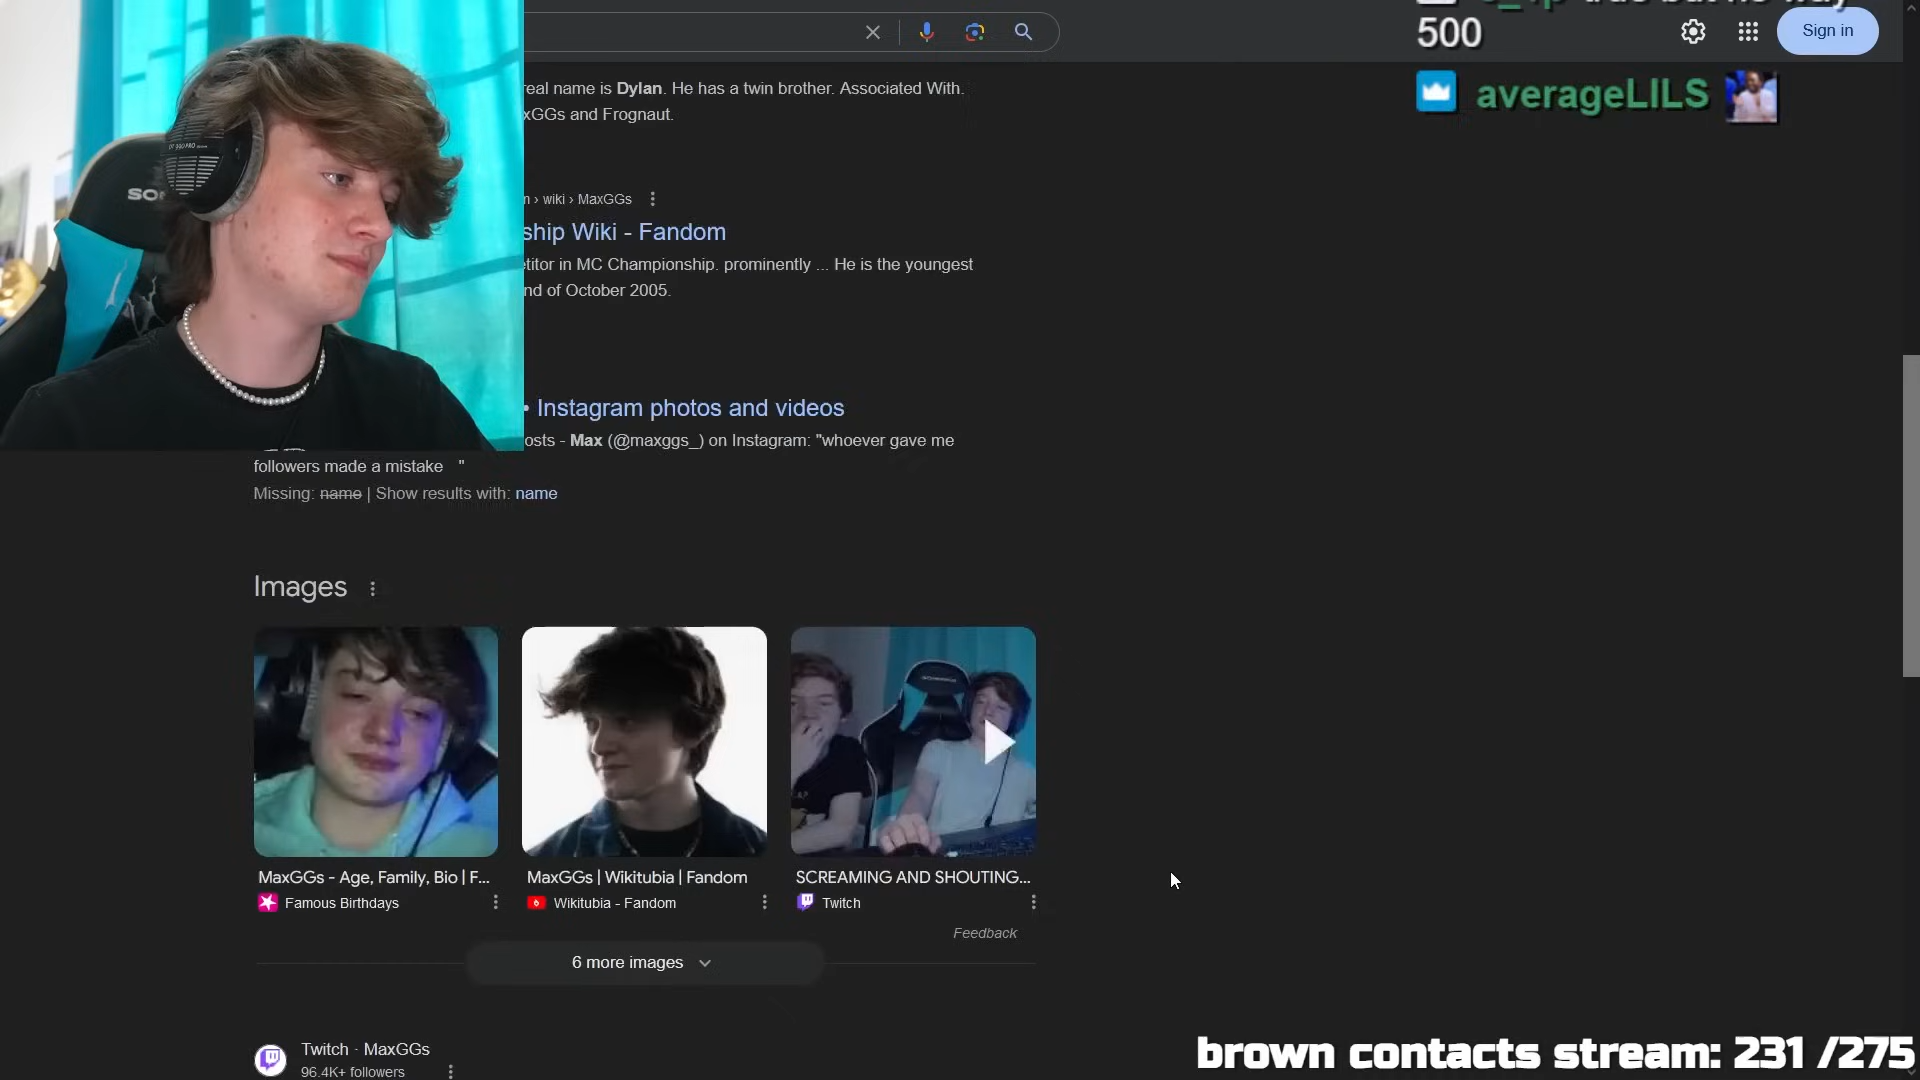 500
Sign in
averageLILS
real name is Dylan. He has a twin brother. Associated With.
xGGs and Frognaut.
› wiki › MaxGGs
ship Wiki - Fandom
etitor in MC Championship. prominently ... He is the youngest
nd of October 2005.
• Instagram photos and videos
osts - Max (@maxggs_) on Instagram: "whoever gave me
followers made a mistake "
Missing: name | Show results with: name
Images
MaxGGs - Age, Family, Bio | F...
Famous Birthdays
MaxGGs | Wikitubia | Fandom
Wikitubia - Fandom
SCREAMING AND SHOUTING...
Twitch
Feedback
6 more images
Twitch · MaxGGs
96.4K+ followers
brown contacts stream: 231 /275